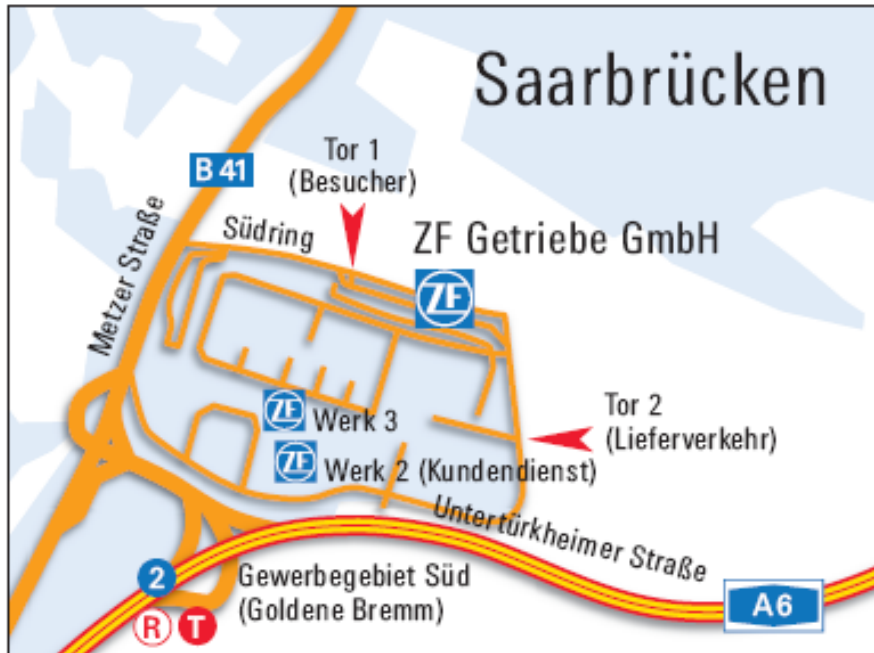 Saarbrücken
B 41
Tor 1
(Besucher)
Südring
ZF Getriebe GmbH
ZF
Metzer Straße
ZF Werk 3
Tor 2
(Lieferverkehr)
ZF Werk 2 (Kundendienst)
Untertürkheimer Straße
2
Gewerbegebiet Süd
(Goldene Bremm)
A6
R T